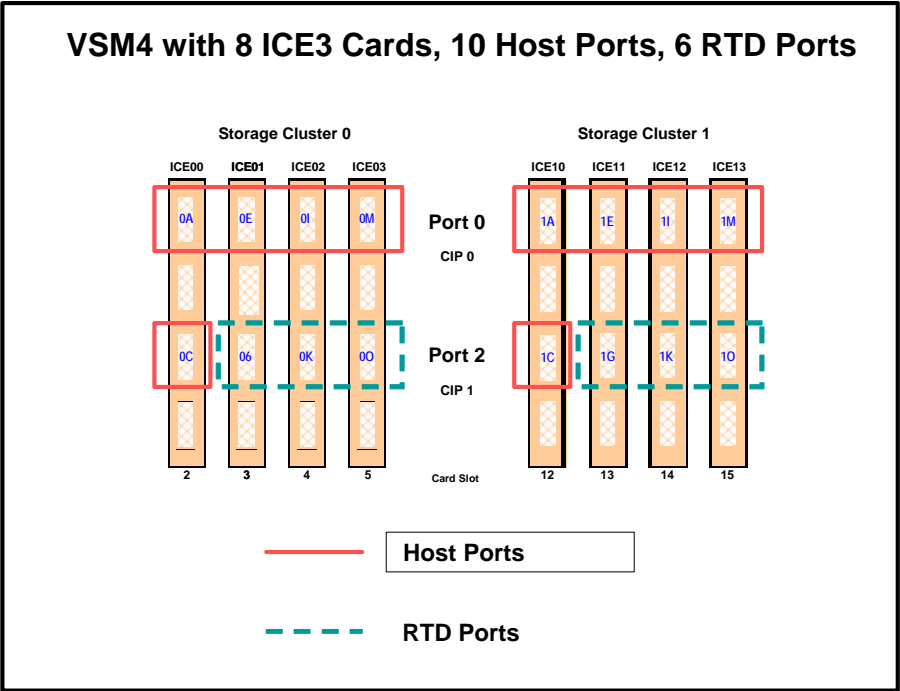 VSM4 with 8 ICE3 Cards, 10 Host Ports, 6 RTD Ports
Storage Cluster 0 Storage Cluster 1
ICE00 ICE01 ICE02 ICE03 ICE10 ICE11 ICE12 ICE13
0A 0E 0I 0M Port 0 1A 1E 1I 1M
CIP 0
0C 06 0K 0O Port 2 1C 1G 1K 1O
CIP 1
2 3 4 5 Card Slot 12 13 14 15
Host Ports
RTD Ports